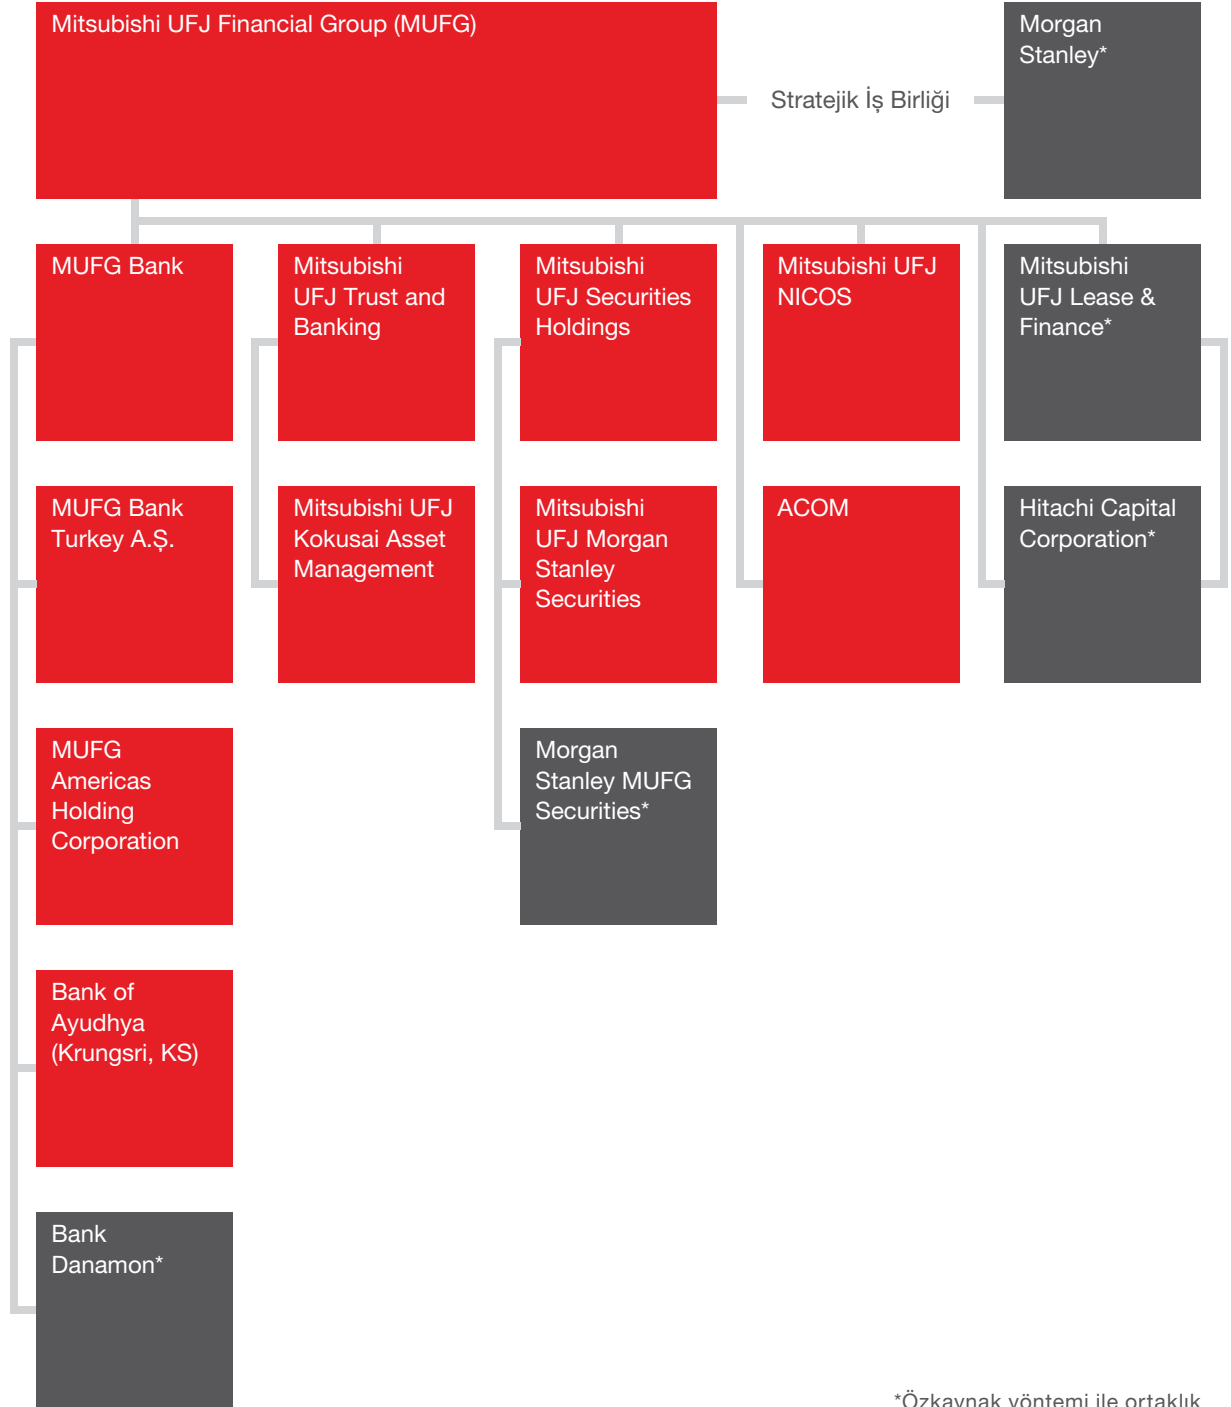 Mitsubishi UFJ Financial Group (MUFG)
Stratejik İş Birliği
Morgan
Stanley*
MUFG Bank
Mitsubishi
UFJ Trust and
Banking
Mitsubishi
UFJ Securities
Holdings
Mitsubishi UFJ
NICOS
Mitsubishi
UFJ Lease &
Finance*
MUFG Bank
Turkey A.Ş.
Mitsubishi UFJ
Kokusai Asset
Management
Mitsubishi
UFJ Morgan
Stanley
Securities
ACOM
Hitachi Capital
Corporation*
MUFG
Americas
Holding
Corporation
Morgan
Stanley MUFG
Securities*
Bank of
Ayudhya
(Krungsri, KS)
Bank
Danamon*
*Özkaynak yöntemi ile ortaklık